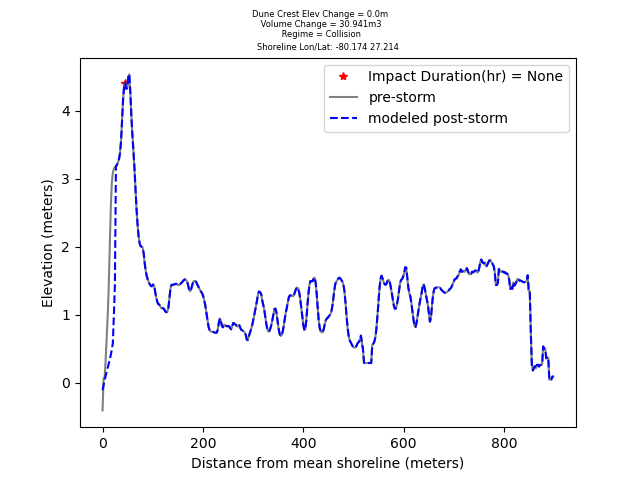 Dune Crest Elev Change = 0.0m
Volume Change = 30.941m3
Regime = Collision
Shoreline Lon/Lat: -80.174 27.214
Impact Duration(hr) = None
pre-storm
modeled post-storm
Elevation (meters)
4
3
2
1
0
0 200 400 600 800
Distance from mean shoreline (meters)